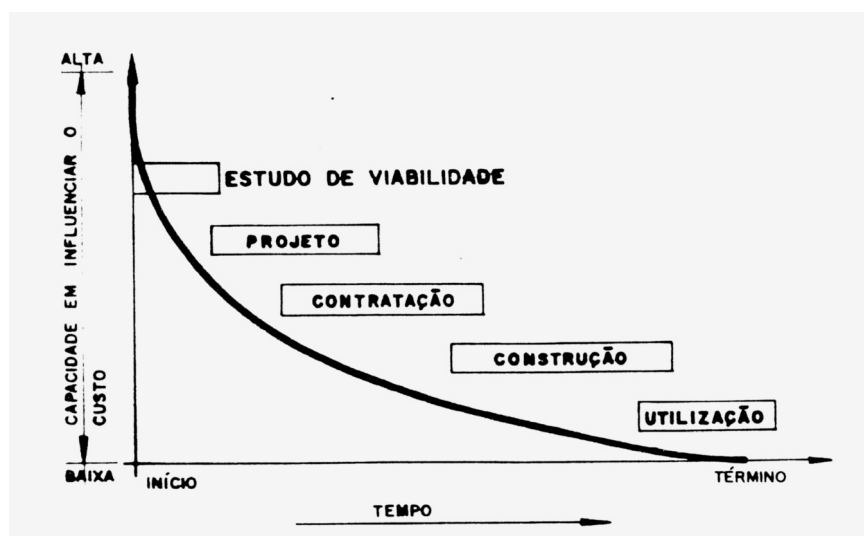 ALTA
CAPACIDADE EM INFLUENCIAR O
CUSTO
ESTUDO DE VIABILIDADE
PROJETO
CONTRATAÇÃO
CONSTRUÇÃO
UTILIZAÇÃO
BAIXA
INÍCIO
TÉRMINO
TEMPO